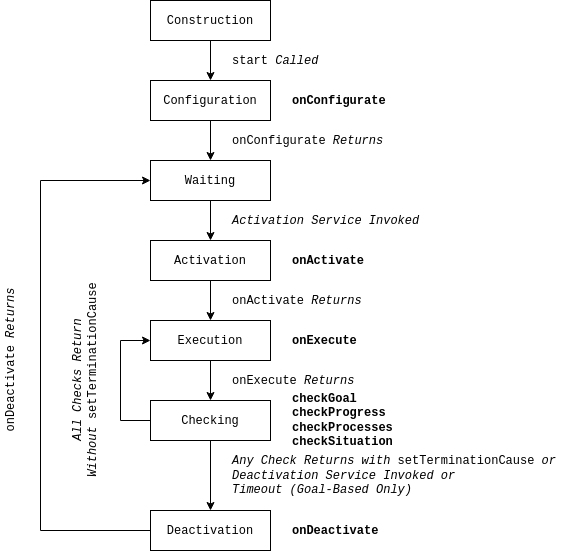 Construction
start Called
Configuration
onConfigurate
onConfigurate Returns
Waiting
Activation Service Invoked
Activation
onActivate
onActivate Returns
Execution
onExecute
onExecute Returns
Checking
checkGoal
checkProgress
checkProcesses
checkSituation
Any Check Returns with setTerminationCause or
Deactivation Service Invoked or
Timeout (Goal-Based Only)
Deactivation
onDeactivate
onDeactivate Returns
All Checks Return
Without setTerminationCause